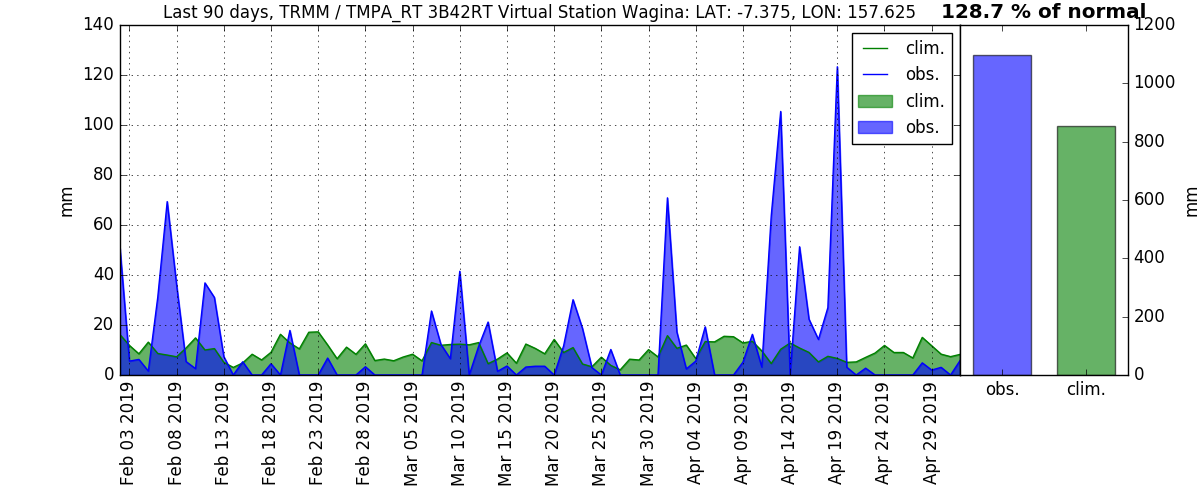 Last 90 days, TRMM / TMPA_RT 3B42RT Virtual Station Wagina: LAT: -7.375, LON: 157.625
128.7 % of normal
140
120
100
80
60
40
20
0
mm
clim.
obs.
clim.
obs.
Feb 03 2019
Feb 08 2019
Feb 13 2019
Feb 18 2019
Feb 23 2019
Feb 28 2019
Mar 05 2019
Mar 10 2019
Mar 15 2019
Mar 20 2019
Mar 25 2019
Mar 30 2019
Apr 04 2019
Apr 09 2019
Apr 14 2019
Apr 19 2019
Apr 24 2019
Apr 29 2019
1200
1000
800
600
400
200
0
mm
obs.
clim.